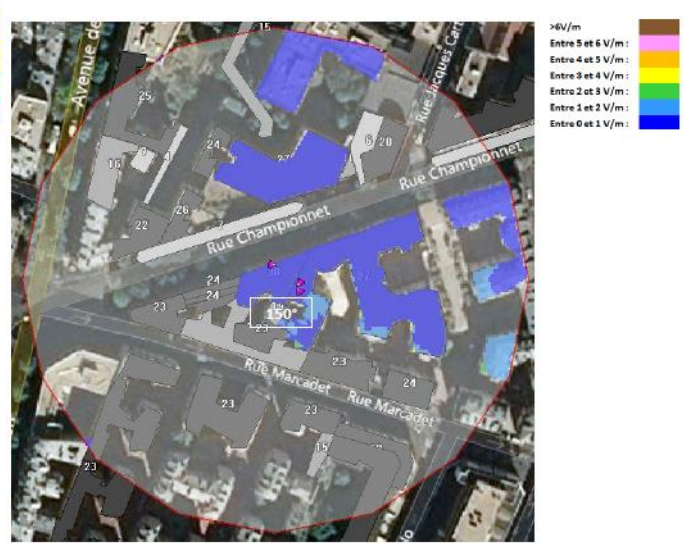 >6V/m
Entre 5 et 6 V/m :
Entre 4 et 5 V/m :
Entre 3 et 4 V/m :
Entre 2 et 3 V/m :
Entre 1 et 2 V/m :
Entre 0 et 1 V/m :
15
Avenue de
Rue Jacques Cart
25
16
24
6
20
27
Rue Championnet
26
22
7
Rue Championnet
24
24
23
150°
23
23
24
Rue Marcadet
Rue Marcadet
23
23
15
23